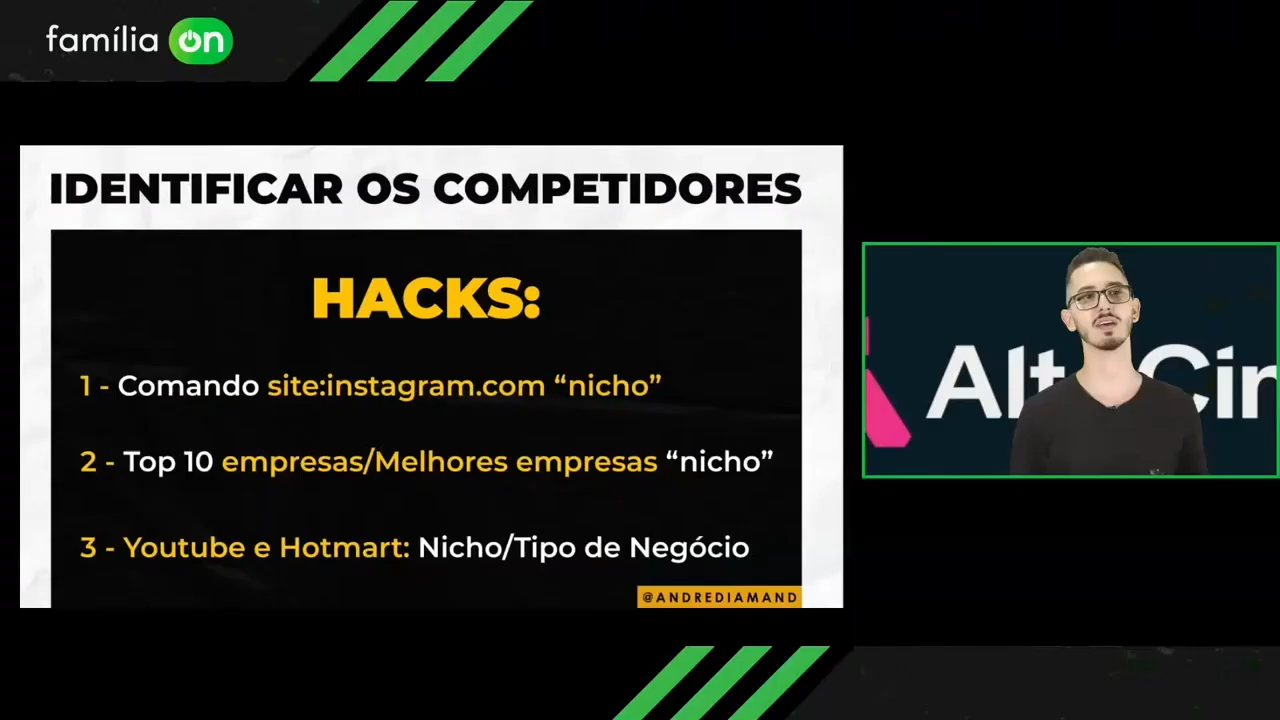 família on
IDENTIFICAR OS COMPETIDORES
HACKS:
1 - Comando site:instagram.com “nicho”
2 - Top 10 empresas/Melhores empresas “nicho”
3 - Youtube e Hotmart: Nicho/Tipo de Negócio
@ANDREDIAMAND